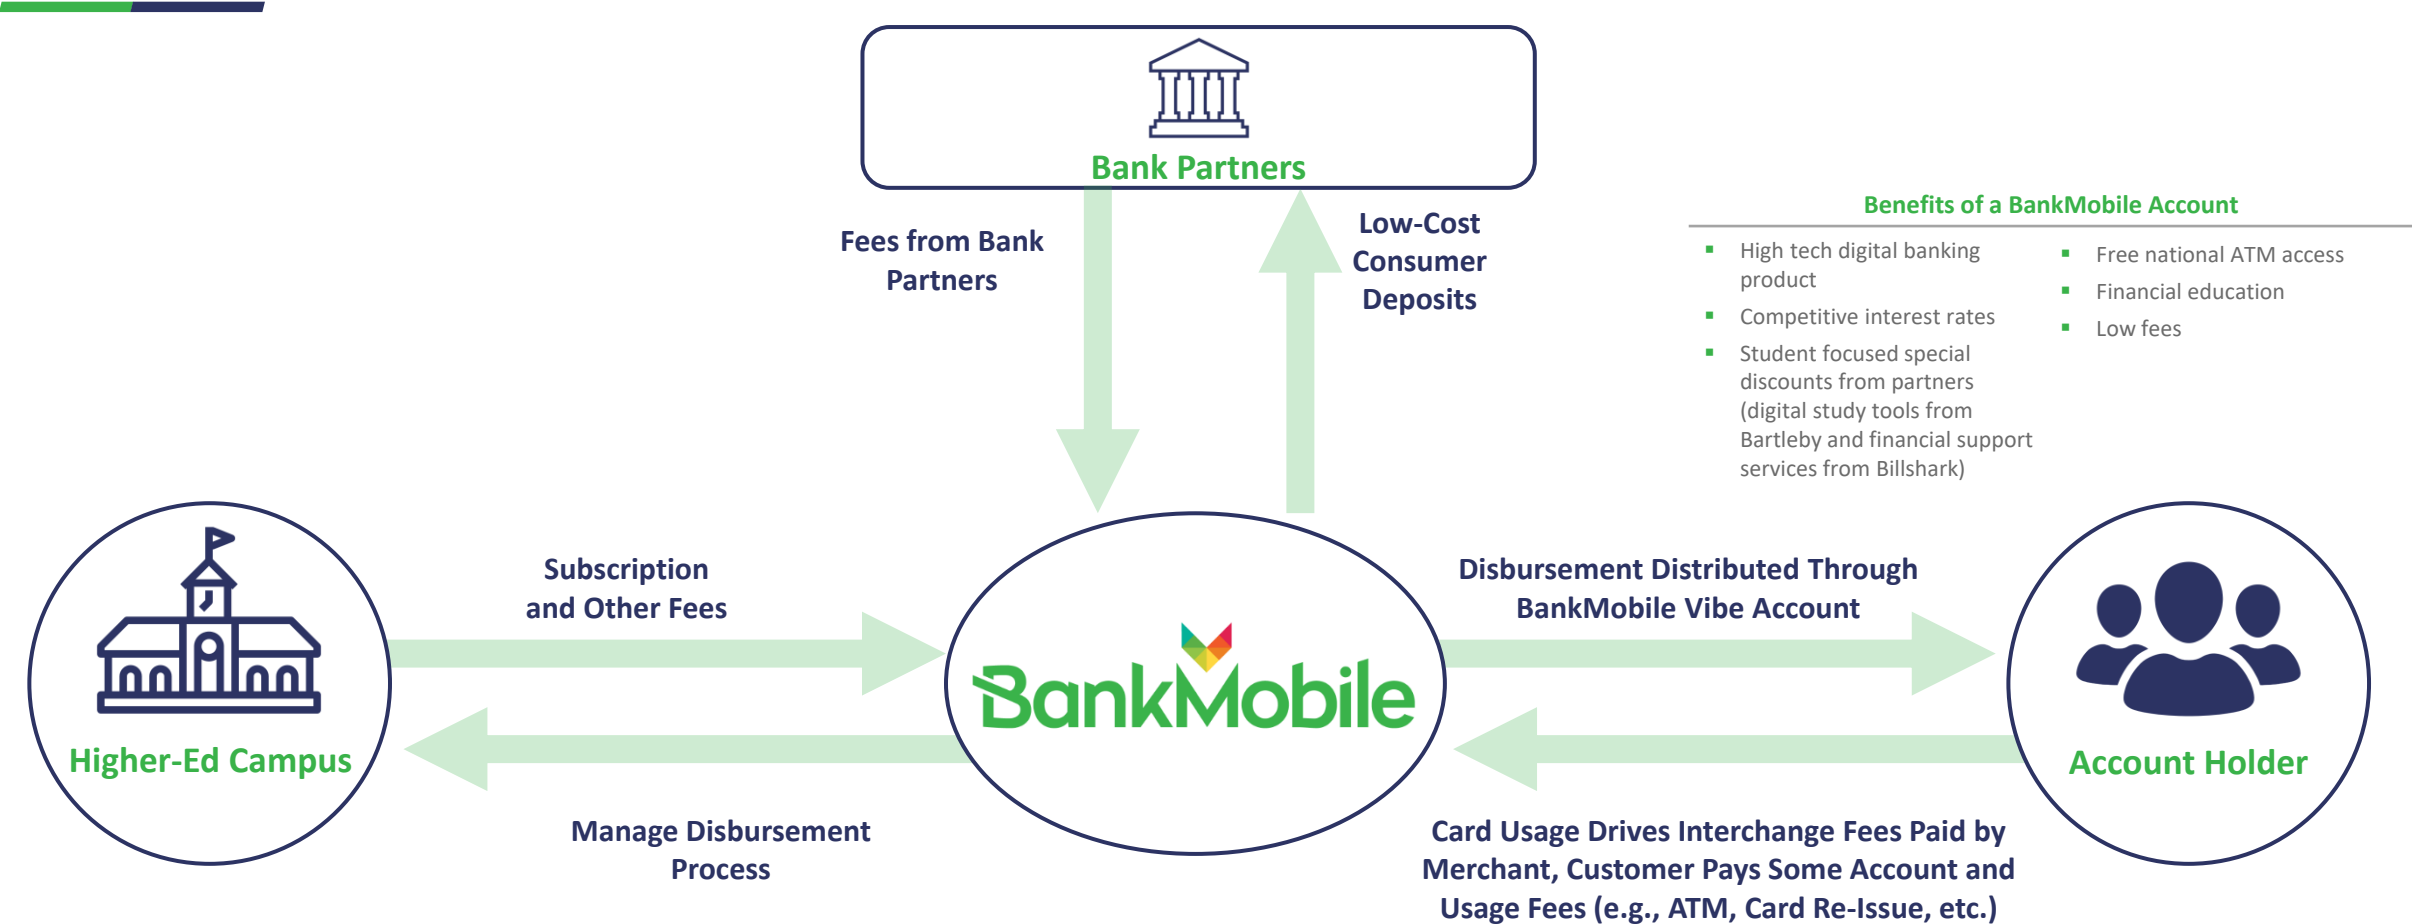 Bank Partners
Fees from Bank
Partners
Low-Cost
Consumer
Deposits
Benefits of a BankMobile Account
▪ High tech digital banking
product
▪ Competitive interest rates
▪ Student focused special
discounts from partners
(digital study tools from
Bartleby and financial support
services from Billshark)
▪ Free national ATM access
▪ Financial education
▪ Low fees
Higher-Ed Campus
Subscription
and Other Fees
Manage Disbursement
Process
BankMobile
Disbursement Distributed Through
BankMobile Vibe Account
Card Usage Drives Interchange Fees Paid by
Merchant, Customer Pays Some Account and
Usage Fees (e.g., ATM, Card Re-Issue, etc.)
Account Holder